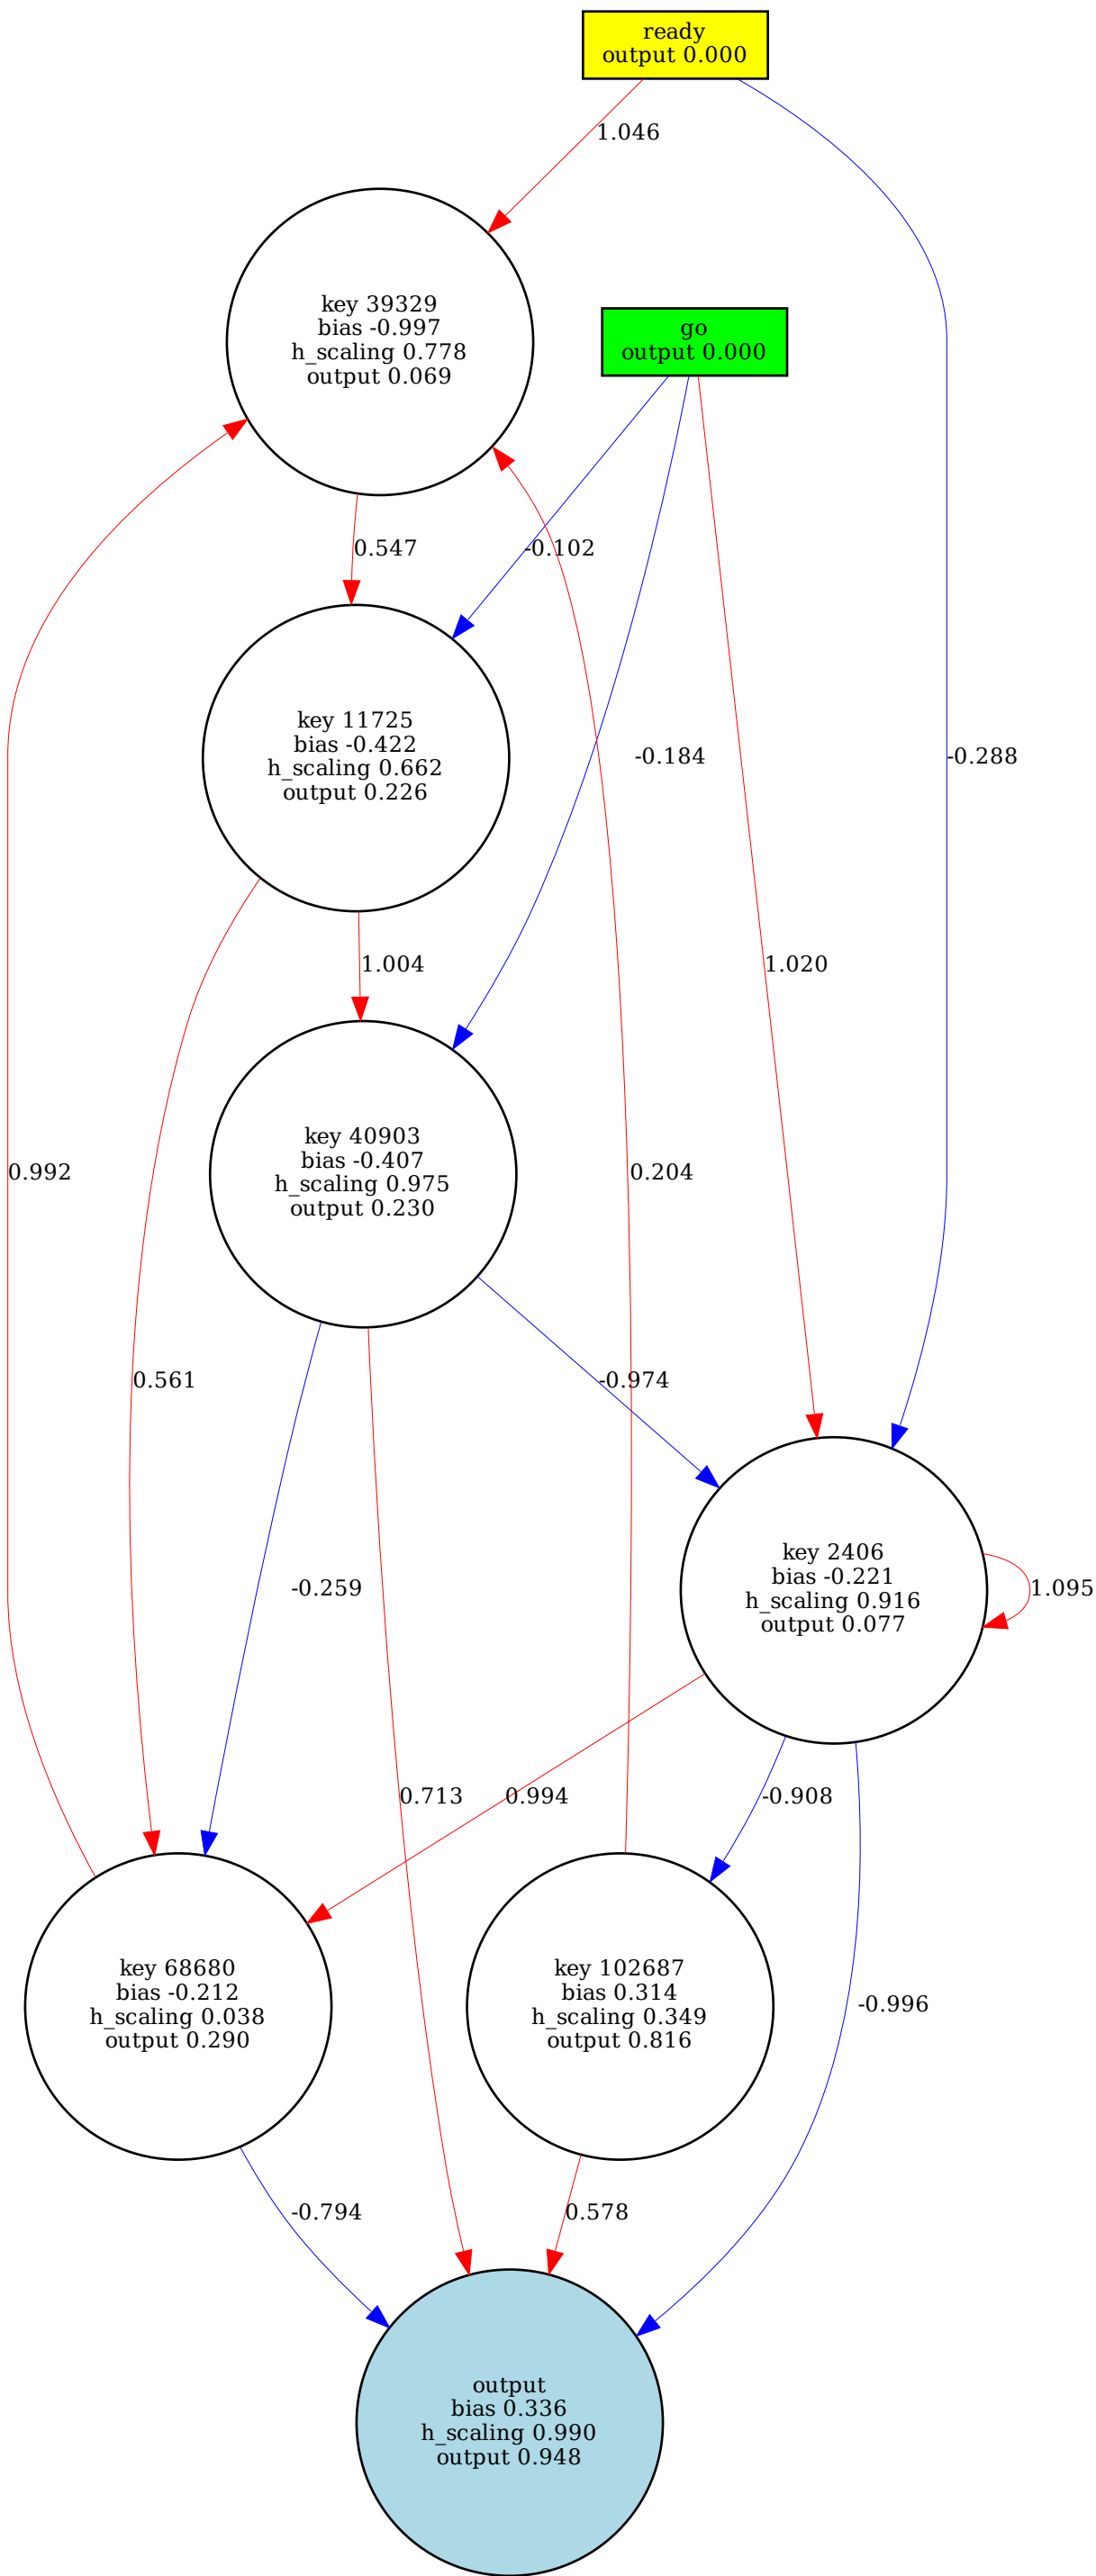 ready
output 0.000
1.046
key 39329
bias -0.997
h_scaling 0.778
output 0.069
go
output 0.000
0.547
-0.102
key 11725
bias -0.422
h_scaling 0.662
output 0.226
-0.184
-0.288
1.004
1.020
key 40903
bias -0.407
h_scaling 0.975
output 0.230
0.992
0.204
0.561
-0.974
key 2406
bias -0.221
h_scaling 0.916
output 0.077
-0.259
1.095
0.713
0.994
-0.908
key 68680
bias -0.212
h_scaling 0.038
output 0.290
key 102687
bias 0.314
h_scaling 0.349
output 0.816
-0.996
-0.794
0.578
output
bias 0.336
h_scaling 0.990
output 0.948